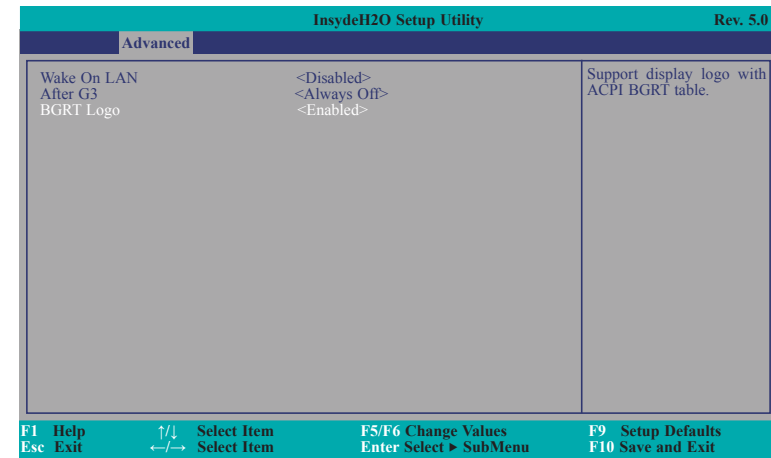 InsydeH2O Setup Utility Rev. 5.0
Advanced
Wake On LAN <Disabled>
After G3 <Always Off>
BGRT Logo <Enabled>
Support display logo with
ACPI BGRT table.
F1 Help ↑/↓ Select Item F5/F6 Change Values F9 Setup Defaults
Esc Exit ←/→ Select Item Enter Select ► SubMenu F10 Save and Exit